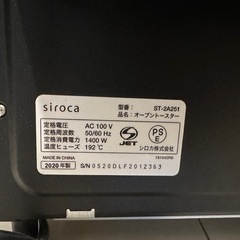 siroca
型番: ST-2A251
品名: オーブントースター
定格電圧 AC 100 V
定格周波数 50/60 Hz
定格消費電力 1400 W
温度ヒューズ 192 ℃
S
JET
PS
E
シロカ株式会社
MADE IN CHINA
181042R0
2020 年製
S/N 0520DLF2012363